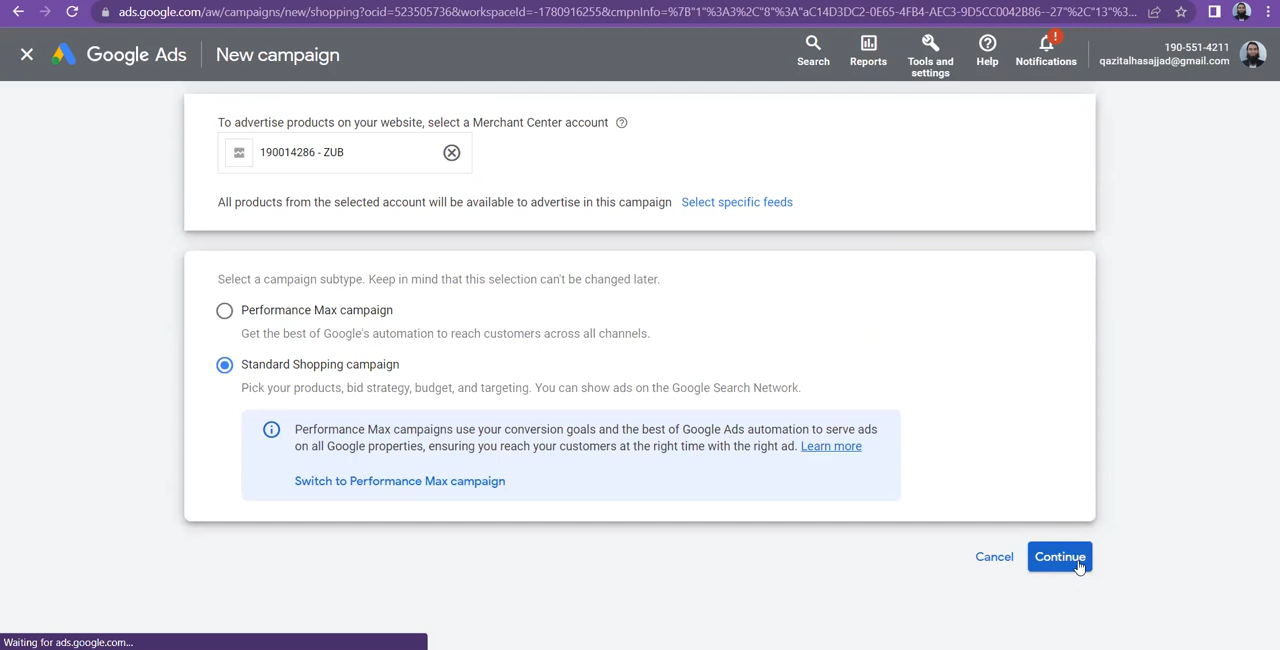 ads.google.com/aw/campaigns/new/shopping?ocid=523505736&workspaceId=-1780916255&cmpnInfo=%7B"1"%3A3%2C"8"%3A"aC14D3DC2-0E65-4FB4-AEC3-9D5CC0042B86--27"%2C"13"%3...
Google Ads
New campaign
Search
Reports
Tools and settings
Help
!
Notifications
190-551-4211
qazitalhasajjad@gmail.com
To advertise products on your website, select a Merchant Center account
190014286 - ZUB
All products from the selected account will be available to advertise in this campaign Select specific feeds
Select a campaign subtype. Keep in mind that this selection can't be changed later.
Performance Max campaign
Get the best of Google's automation to reach customers across all channels.
Standard Shopping campaign
Pick your products, bid strategy, budget, and targeting. You can show ads on the Google Search Network.
Performance Max campaigns use your conversion goals and the best of Google Ads automation to serve ads
on all Google properties, ensuring you reach your customers at the right time with the right ad. Learn more
Switch to Performance Max campaign
Cancel
Continue
Waiting for ads.google.com...